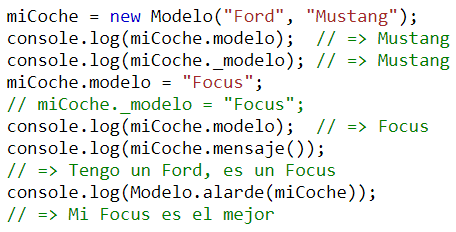 miCoche = new Modelo("Ford", "Mustang");
console.log(miCoche.modelo);  // => Mustang
console.log(miCoche._modelo); // => Mustang
miCoche.modelo = "Focus";
// miCoche._modelo = "Focus";
console.log(miCoche.modelo);  // => Focus
console.log(miCoche.mensaje());
// => Tengo un Ford, es un Focus
console.log(Modelo.alarde(miCoche));
// => Mi Focus es el mejor